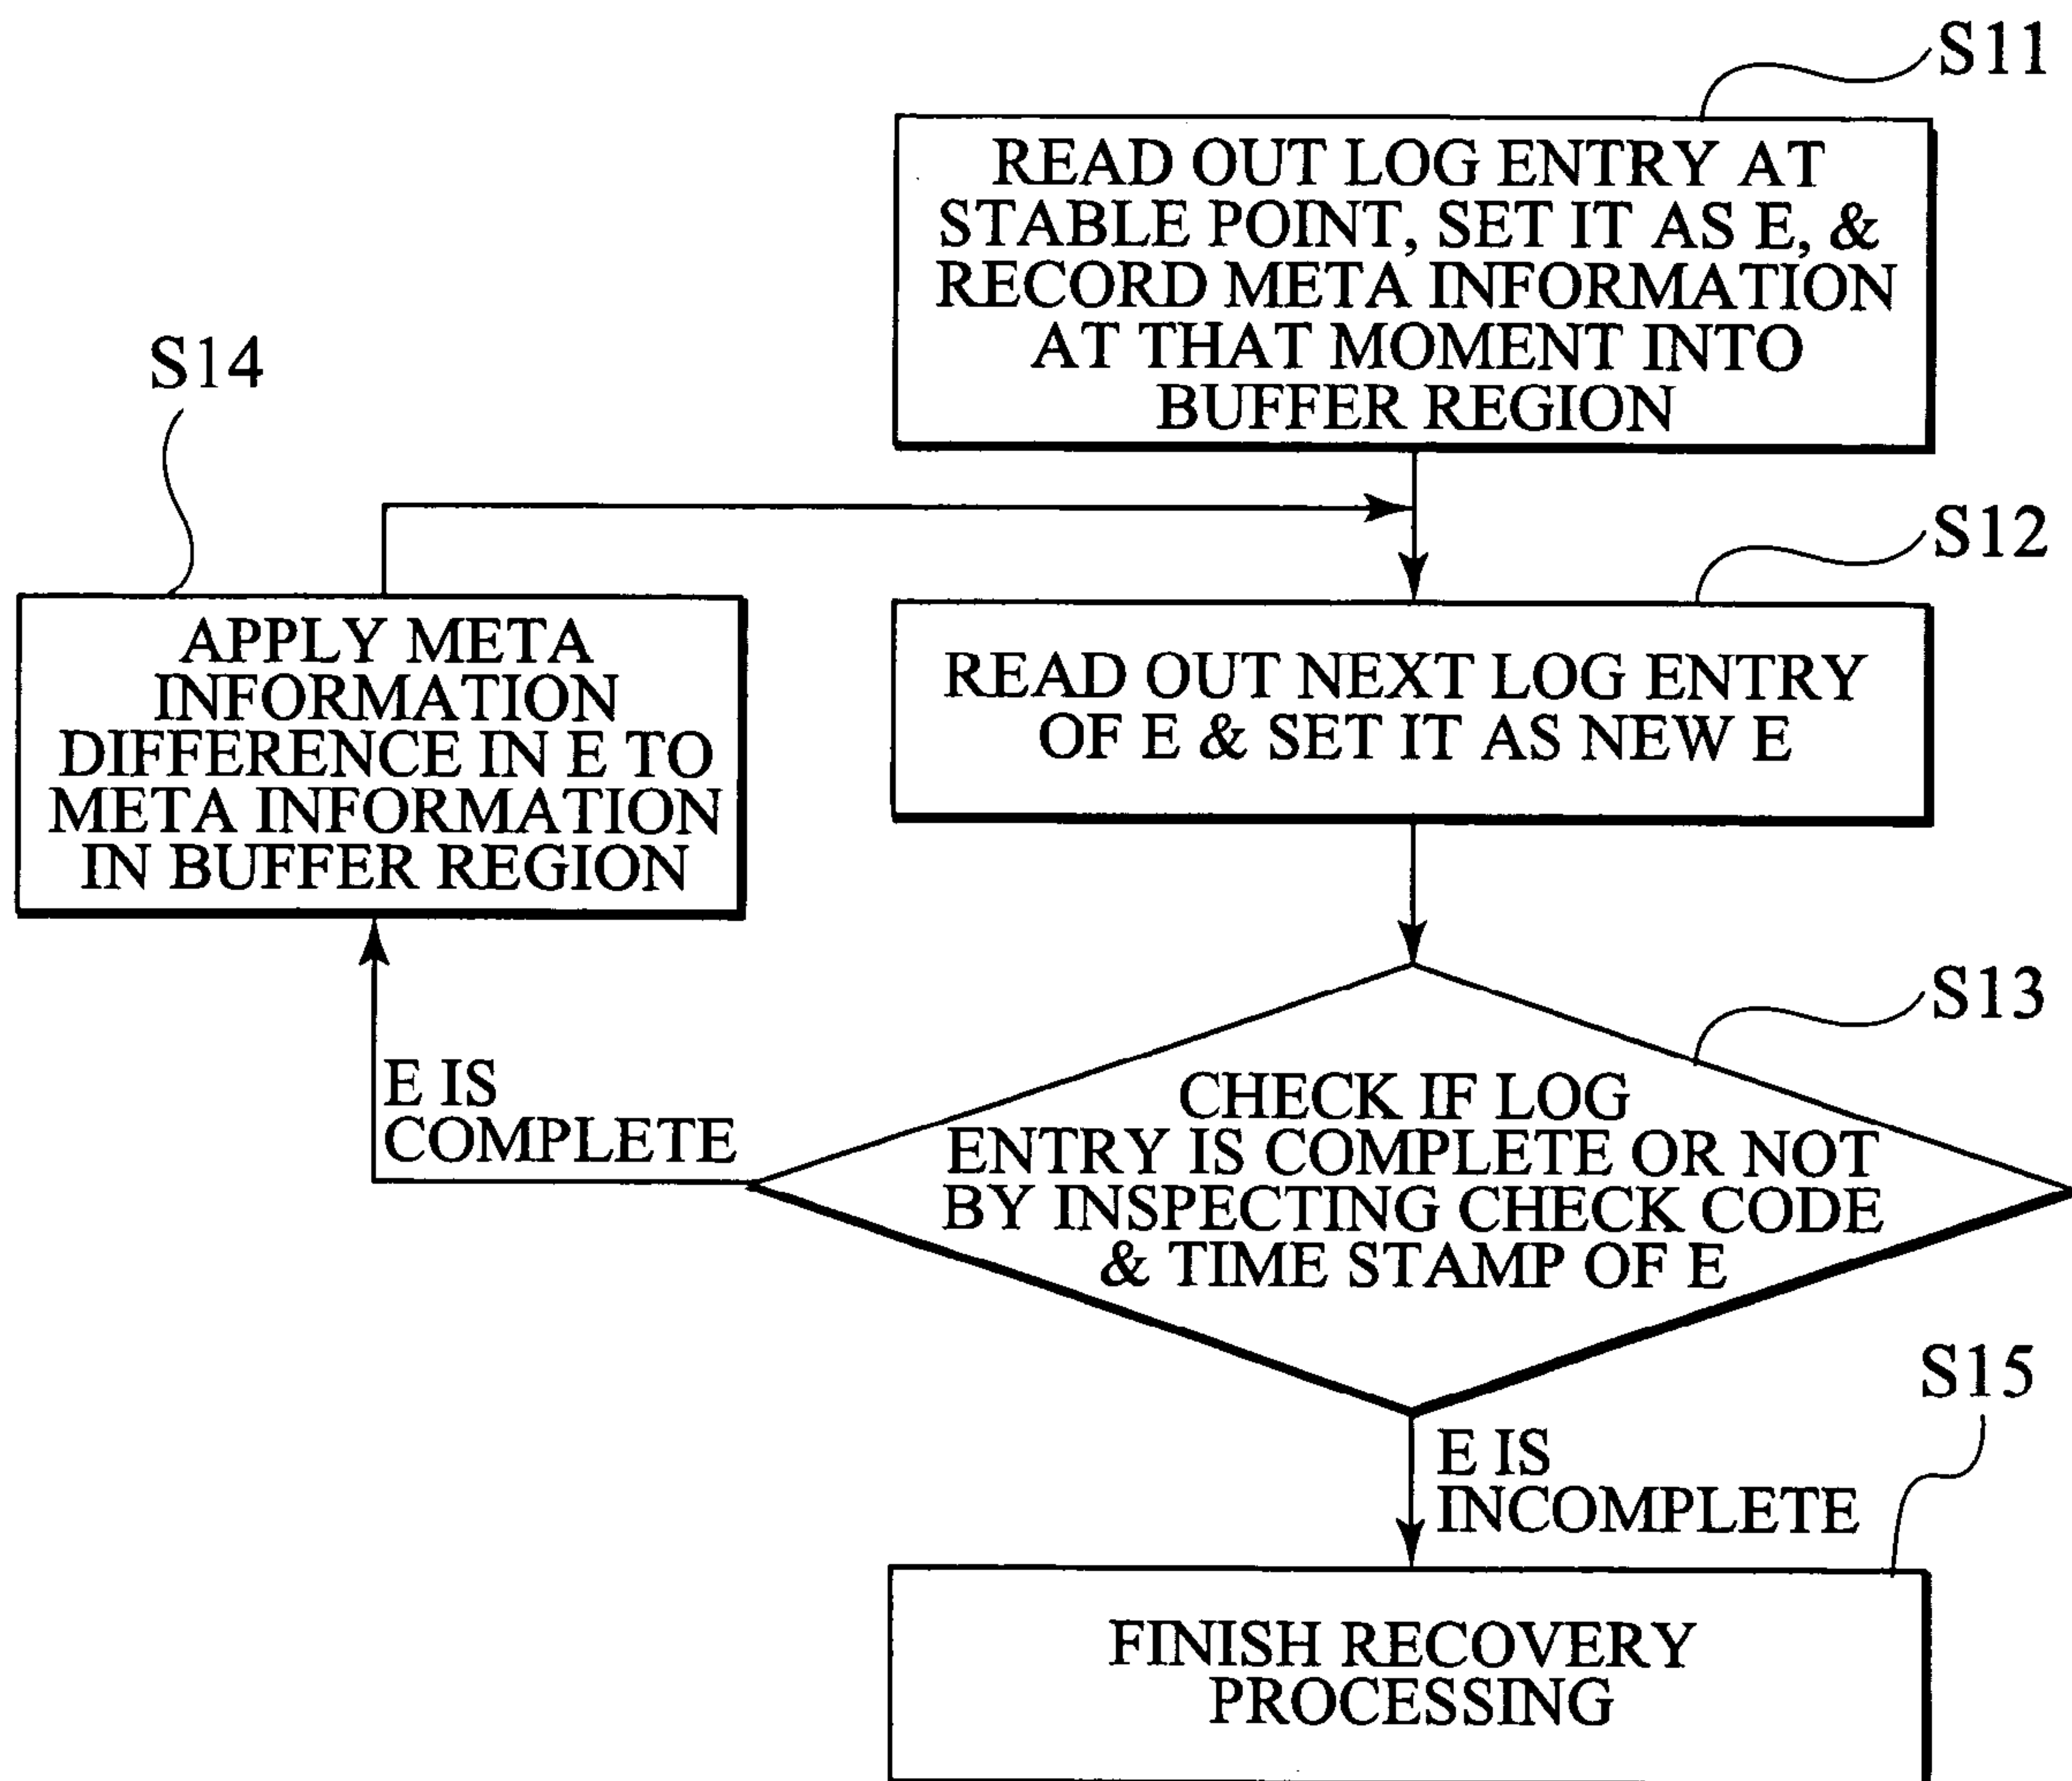 S11
READ OUT LOG ENTRY AT
STABLE POINT, SET IT AS E, &
RECORD META INFORMATION
AT THAT MOMENT INTO
BUFFER REGION
S14
S12
APPLY META
INFORMATION
DIFFERENCE IN E TO
META INFORMATION
IN BUFFER REGION
READ OUT NEXT LOG ENTRY
OF E & SET IT AS NEW E
S13
E IS
COMPLETE
CHECK IF LOG
ENTRY IS COMPLETE OR NOT
BY INSPECTING CHECK CODE
& TIME STAMP OF E
S15
E IS
INCOMPLETE
FINISH RECOVERY
PROCESSING